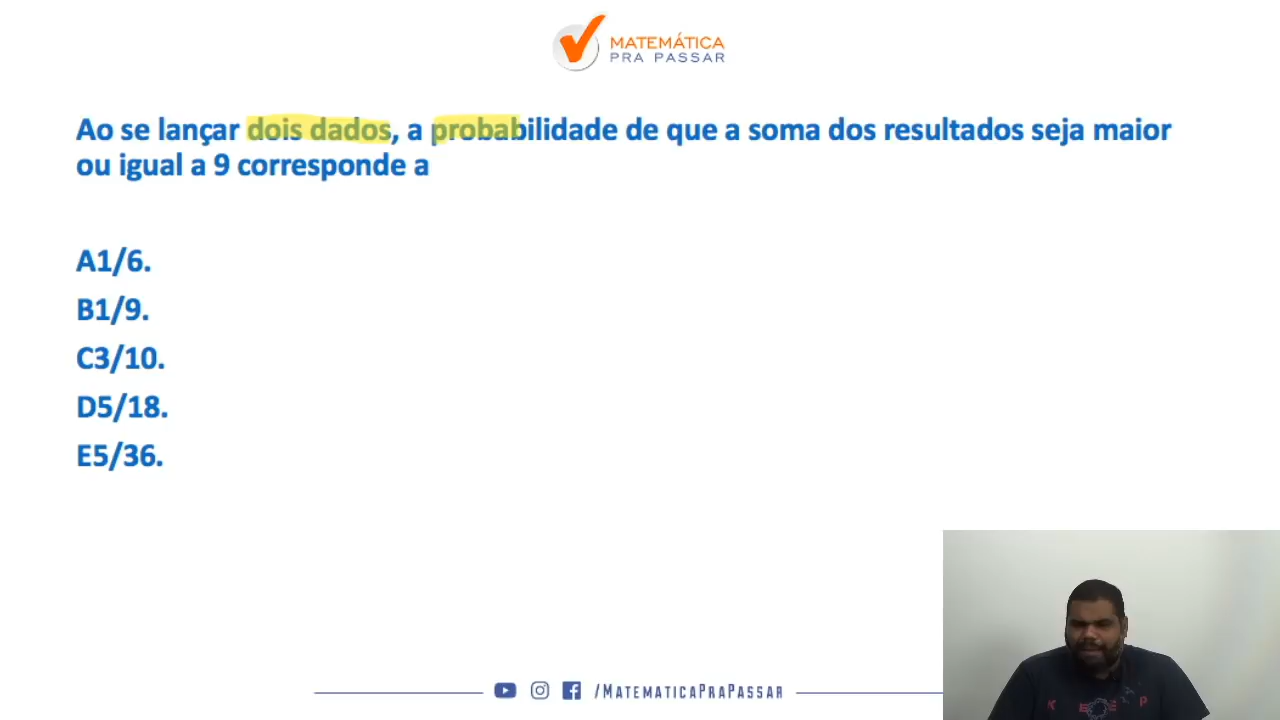 MATEMÁTICA
PRA PASSAR
Ao se lançar dois dados, a probabilidade de que a soma dos resultados seja maior
ou igual a 9 corresponde a
A1/6.
B1/9.
C3/10.
D5/18.
E5/36.
/MATEMATICAPRAPASSAR
K E E P